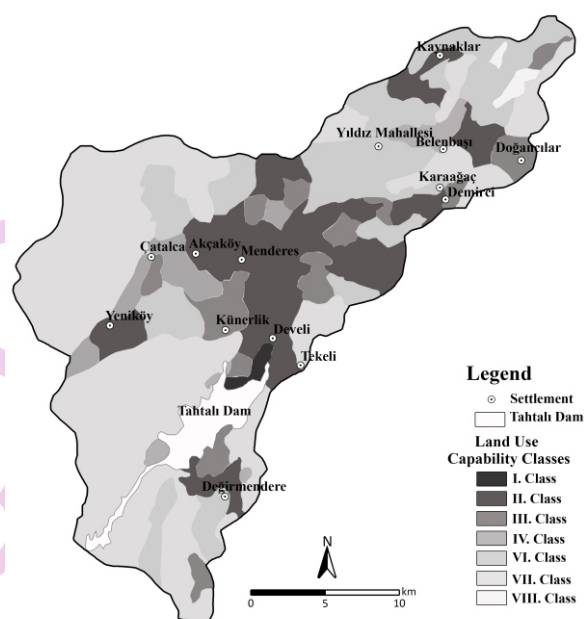 Kaynaklar
Yıldız Mahallesi
Belenbaşı
Doğancılar
Karaağaç
Demirci
Çatalca
Akçaköy
Menderes
Yeniköy
Künerlik
Develi
Tekeli
Tahtalı Dam
Değirmendere
Legend
Settlement
Tahtalı Dam
Land Use
Capability Classes
I. Class
II. Class
III. Class
IV. Class
VI. Class
VII. Class
VIII. Class
N
km
0 5 10